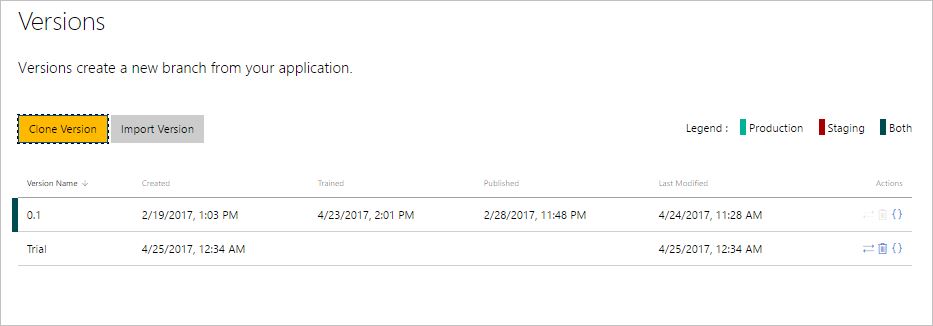 Versions
Versions create a new branch from your application.
Clone Version Import Version Legend : Production Staging Both
Version Name ↓ Created Trained Published Last Modified Actions
0.1 2/19/2017, 1:03 PM 4/23/2017, 2:01 PM 2/28/2017, 11:48 PM 4/24/2017, 11:28 AM {}
Trial 4/25/2017, 12:34 AM 4/25/2017, 12:34 AM {}